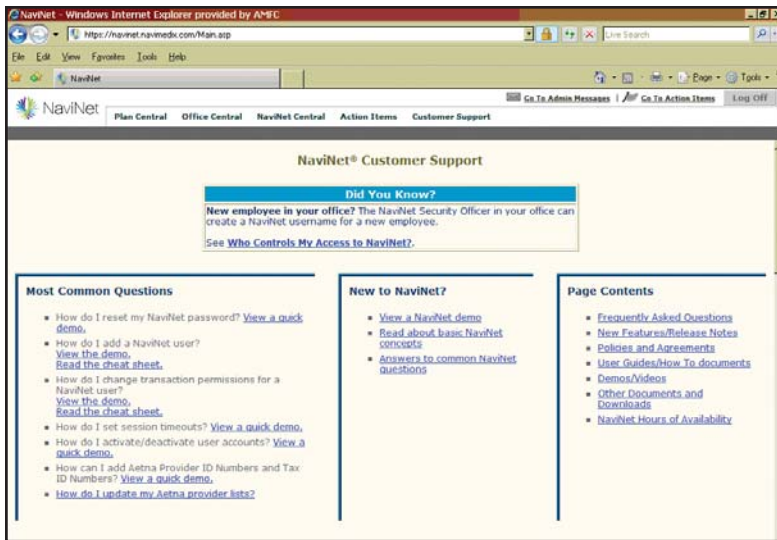 NaviNet - Windows Internet Explorer provided by AMFC
https://navinet.navimedix.com/Main.asp
Live Search
File Edit View Favorites Tools Help
NaviNet
Page
Tools
Go To Admin Messages | Go To Action Items Log Off
NaviNet
Plan Central Office Central NaviNet Central Action Items Customer Support
NaviNet® Customer Support
Did You Know?
New employee in your office? The NaviNet Security Officer in your office can
create a NaviNet username for a new employee.
See Who Controls My Access to NaviNet?.
Most Common Questions
How do I reset my NaviNet password? View a quick
demo.
How do I add a NaviNet user?
View the demo.
Read the cheat sheet.
How do I change transaction permissions for a
NaviNet user?
View the demo.
Read the cheat sheet.
How do I set session timeouts? View a quick demo.
How do I activate/deactivate user accounts? View a
quick demo.
How can I add Aetna Provider ID Numbers and Tax
ID Numbers? View a quick demo.
How do I update my Aetna provider lists?
New to NaviNet?
View a NaviNet demo
Read about basic NaviNet
concepts
Answers to common NaviNet
questions
Page Contents
Frequently Asked Questions
New Features/Release Notes
Policies and Agreements
User Guides/How To documents
Demos/Videos
Other Documents and
Downloads
NaviNet Hours of Availability